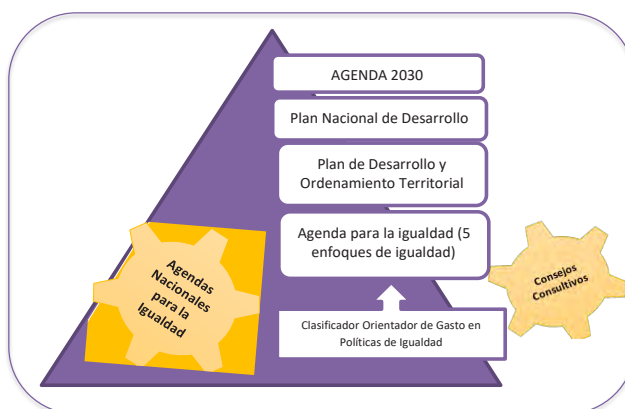 AGENDA 2030
Plan Nacional de Desarrollo
Plan de Desarrollo y
Ordenamiento Territorial
Agenda para la igualdad (5
enfoques de igualdad)
Agendas
Nacionales
para la
Igualdad
Consejos
Consultivos
Clasificador Orientador de Gasto en
Políticas de Igualdad